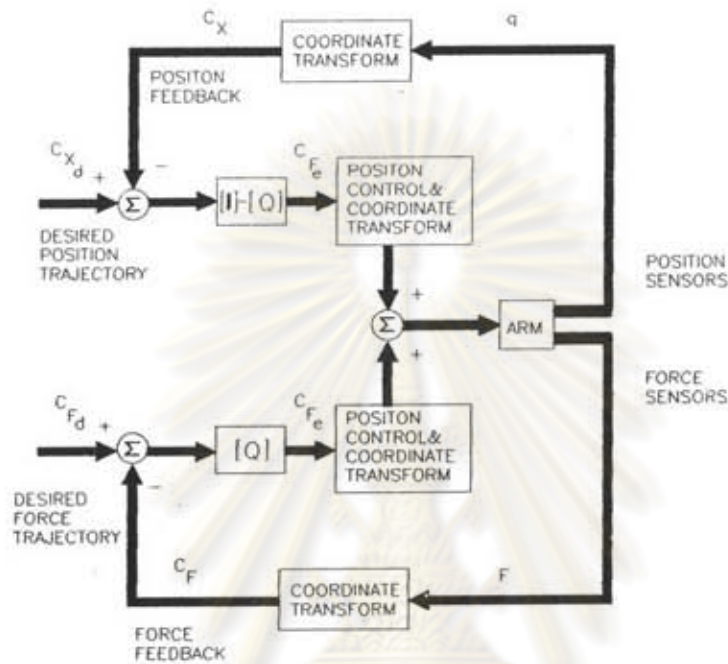 C X
q
COORDINATE
TRANSFORM
POSITON
FEEDBACK
C X d
+
−
Σ
[I]-[Q]
C F e
POSITON
CONTROL&
COORDINATE
TRANSFORM
DESIRED
POSITION
TRAJECTORY
POSITION
SENSORS
+
Σ
ARM
+
FORCE
SENSORS
C F d
+
Σ
−
[Q]
C F e
POSITON
CONTROL&
COORDINATE
TRANSFORM
DESIRED
FORCE
TRAJECTORY
C F
COORDINATE
TRANSFORM
F
FORCE
FEEDBACK